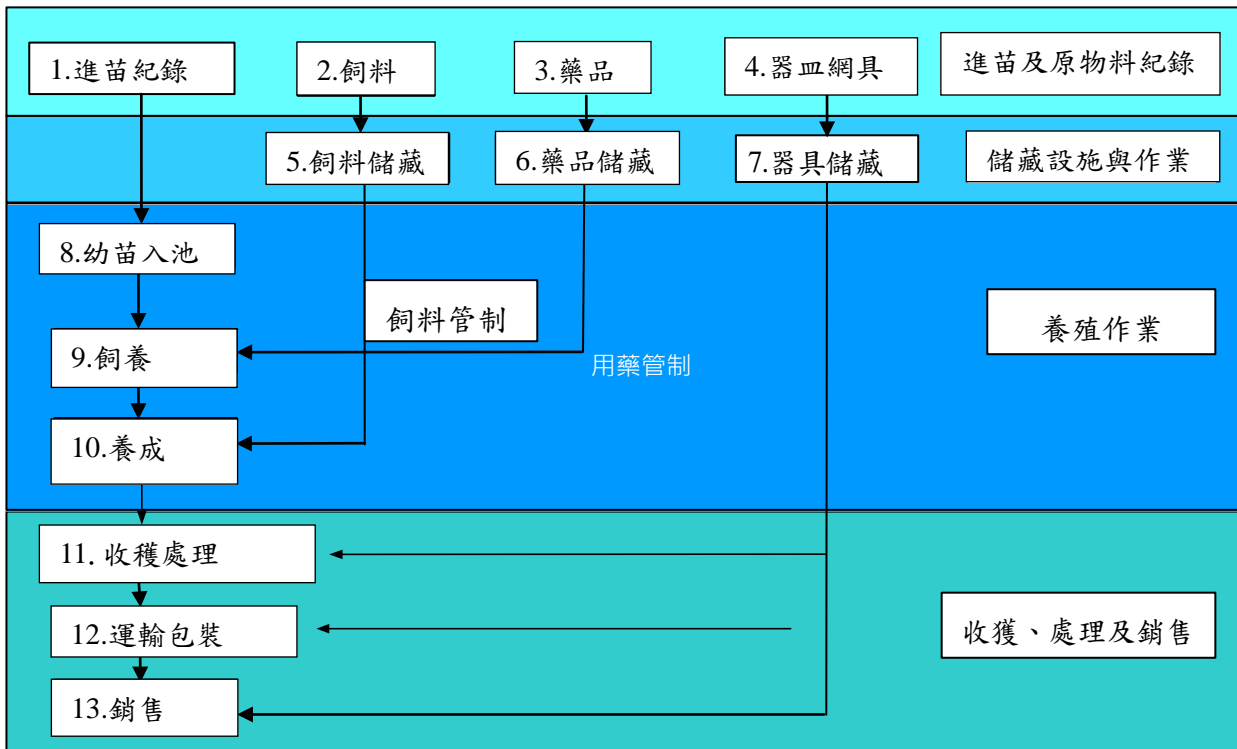 1.進苗紀錄
2.飼料
3.藥品
4.器皿網具
進苗及原物料紀錄
5.飼料儲藏
6.藥品儲藏
7.器具儲藏
儲藏設施與作業
8.幼苗入池
飼料管制
養殖作業
9.飼養
用藥管制
10.養成
11. 收穫處理
12.運輸包裝
收獲、處理及銷售
13.銷售